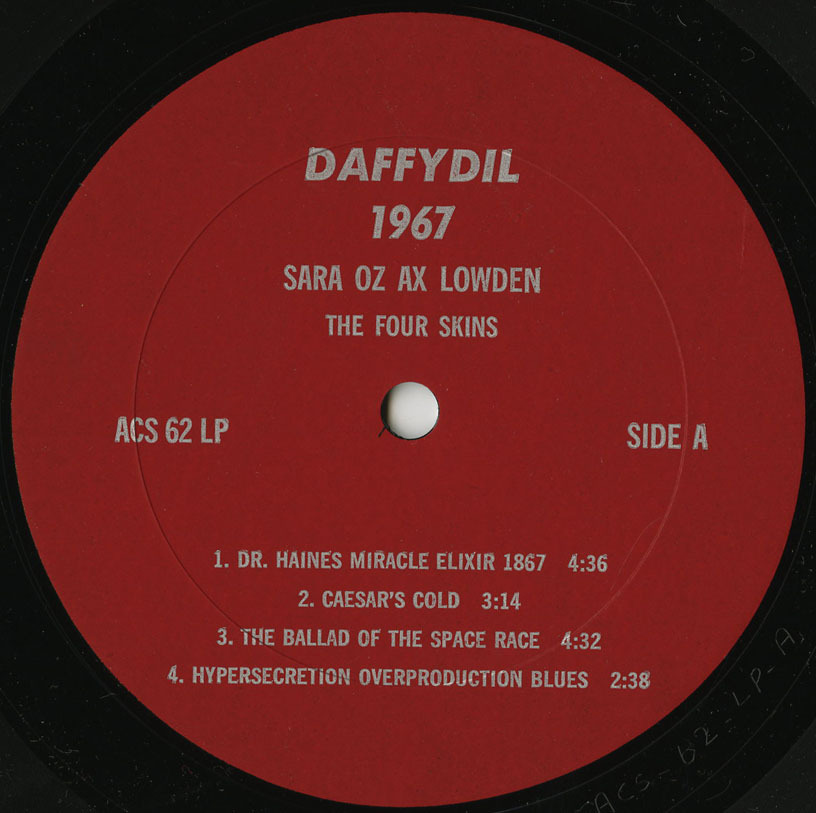 DAFFYDIL
1967
SARA OZ AX LOWDEN
THE FOUR SKINS
ACS 62 LP
SIDE A
1. DR. HAINES MIRACLE ELIXIR 1867 4:36
2. CAESAR'S COLD 3:14
3. THE BALLAD OF THE SPACE RACE 4:32
4. HYPERSECRETION OVERPRODUCTION BLUES 2:38
ACS-62-LP-A